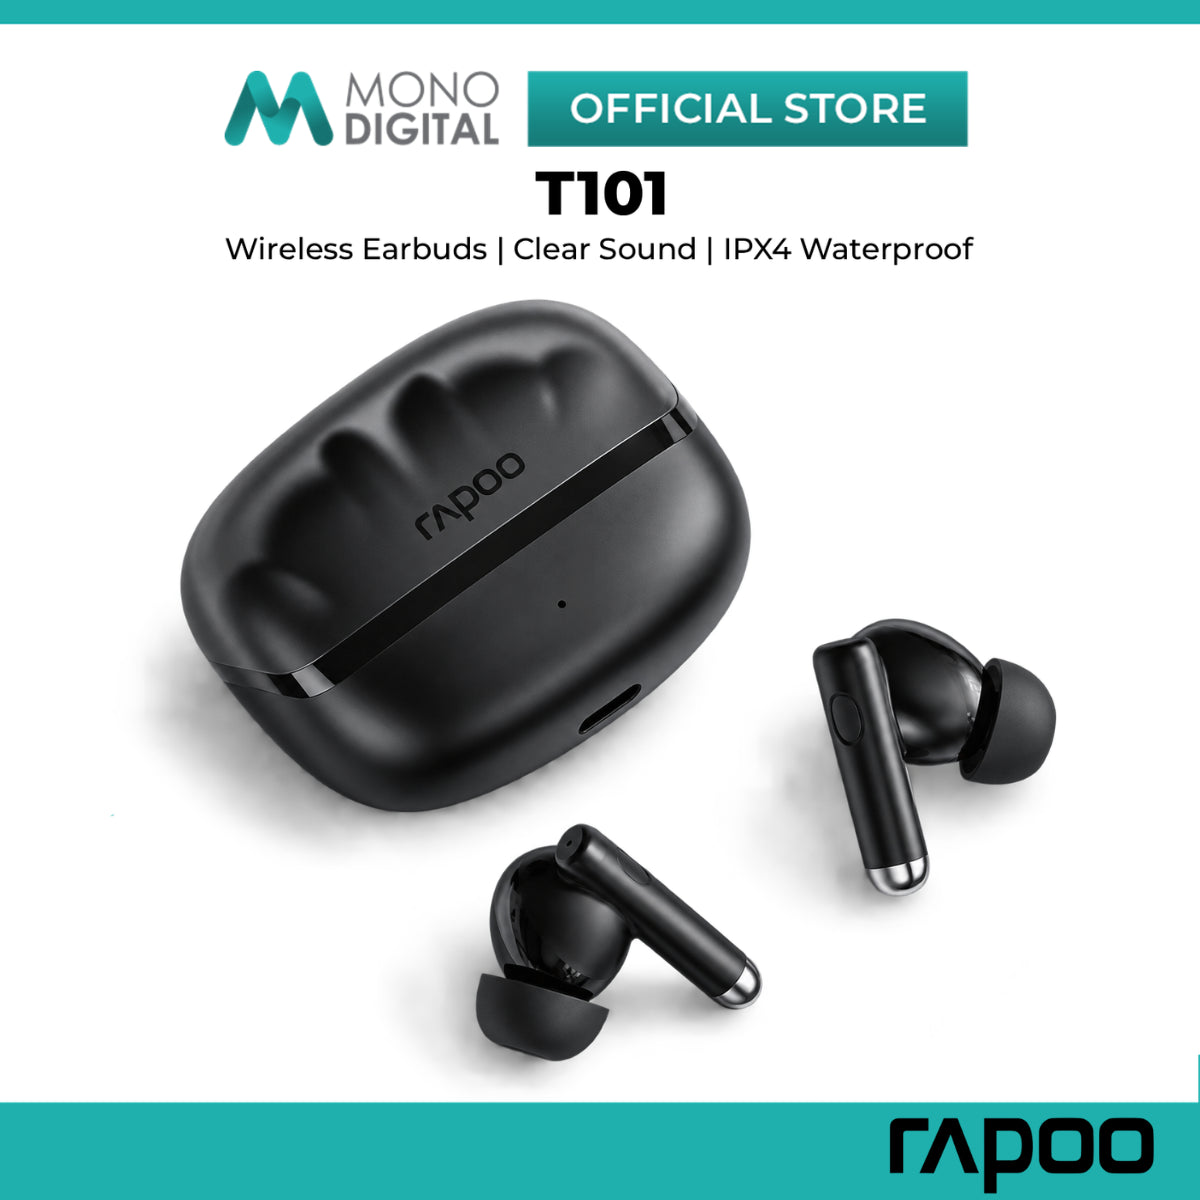 MONO
DIGITAL
OFFICIAL STORE
T101
Wireless Earbuds | Clear Sound | IPX4 Waterproof
rapoo
rapoo